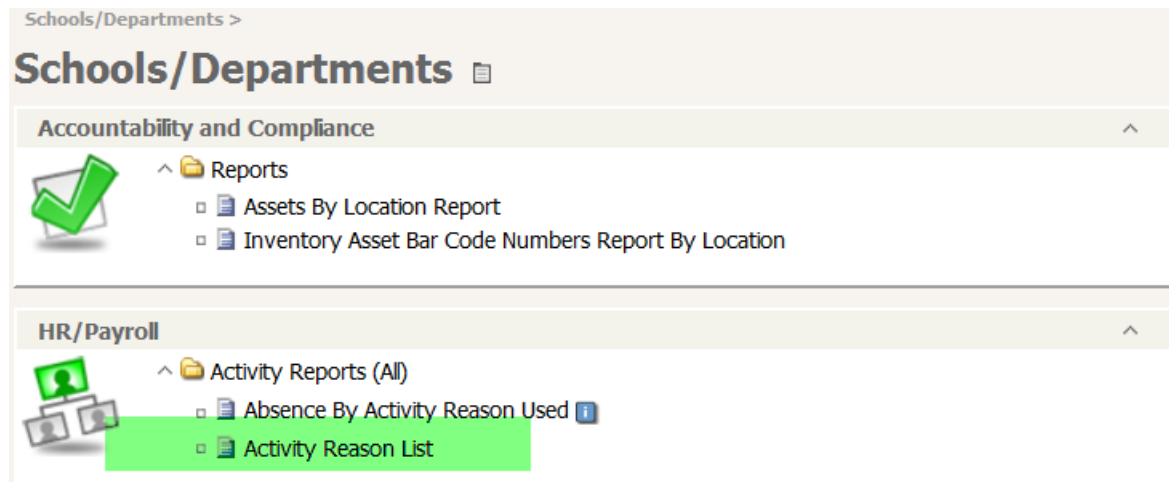 Schools/Departments >
Schools/Departments
Accountability and Compliance
Reports
Assets By Location Report
Inventory Asset Bar Code Numbers Report By Location
HR/Payroll
Activity Reports (All)
Absence By Activity Reason Used i
Activity Reason List